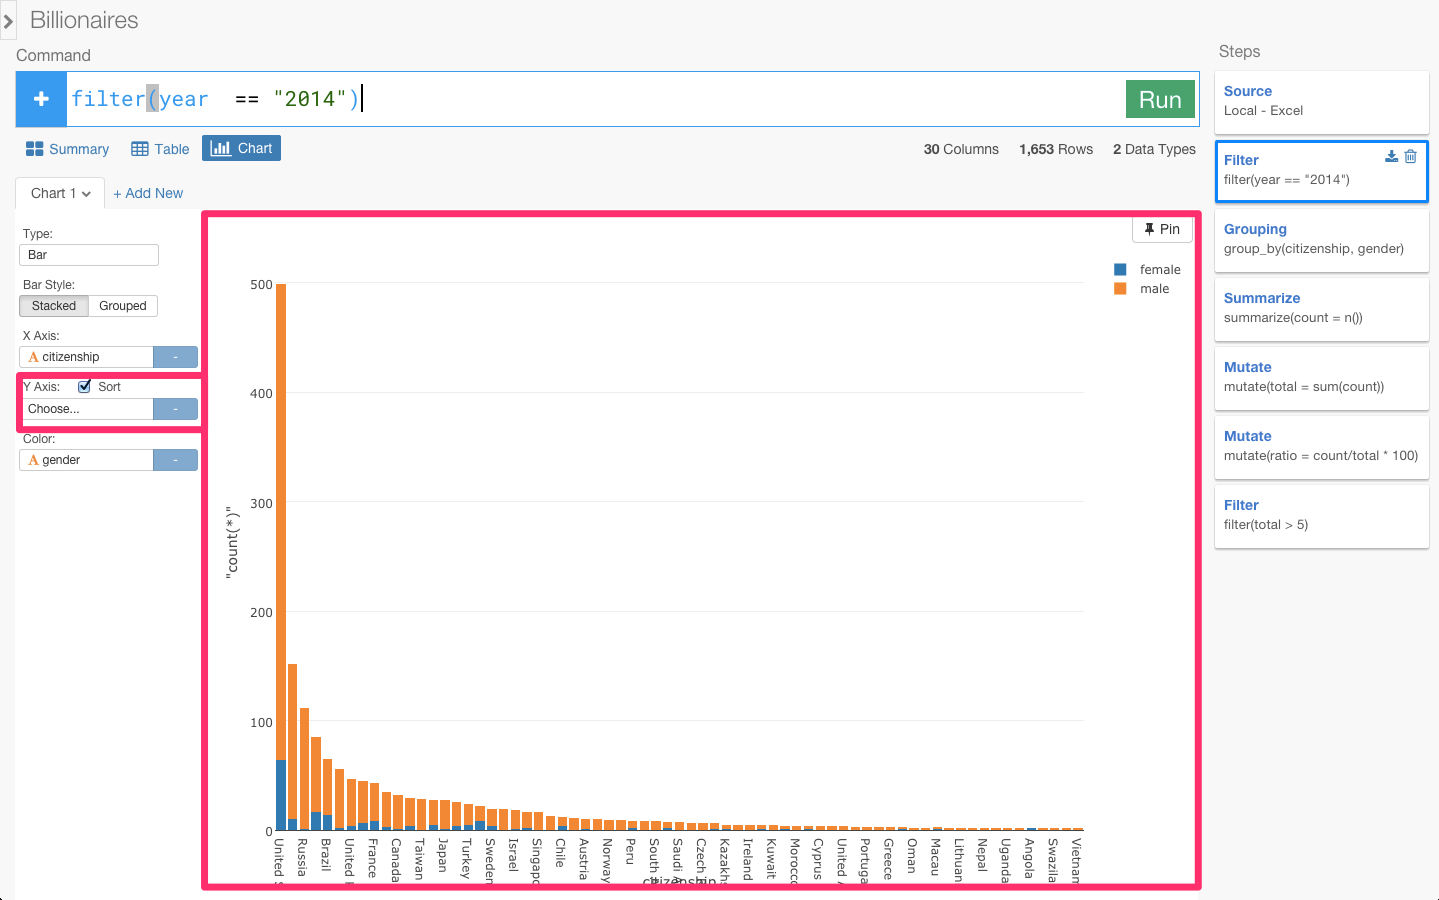 Billionaires
Command
+ filter(year == "2014") Run
Summary Table Chart 30 Columns 1,653 Rows 2 Data Types
Chart 1 + Add New
Type:
Bar
Bar Style:
Stacked Grouped
X Axis:
A citizenship -
Y Axis: Sort
Choose... -
Color:
A gender -
Pin
female
male
"count(*)"
500
400
300
200
100
0
United S
Russia
Brazil
United
France
Canada
Taiwan
Japan
Turkey
Sweden
Israel
Singapo
Chile
Austria
Norway
Peru
South
Saudi
Czech
Kazakh
Ireland
Kuwait
Morocc
Cyprus
United
Portuga
Greece
Oman
Macau
Lithuan
Nepal
Uganda
Angola
Swazila
Vietnam
citizenship
Steps
Source
Local - Excel
Filter
filter(year == "2014")
Grouping
group_by(citizenship, gender)
Summarize
summarize(count = n())
Mutate
mutate(total = sum(count))
Mutate
mutate(ratio = count/total * 100)
Filter
filter(total > 5)